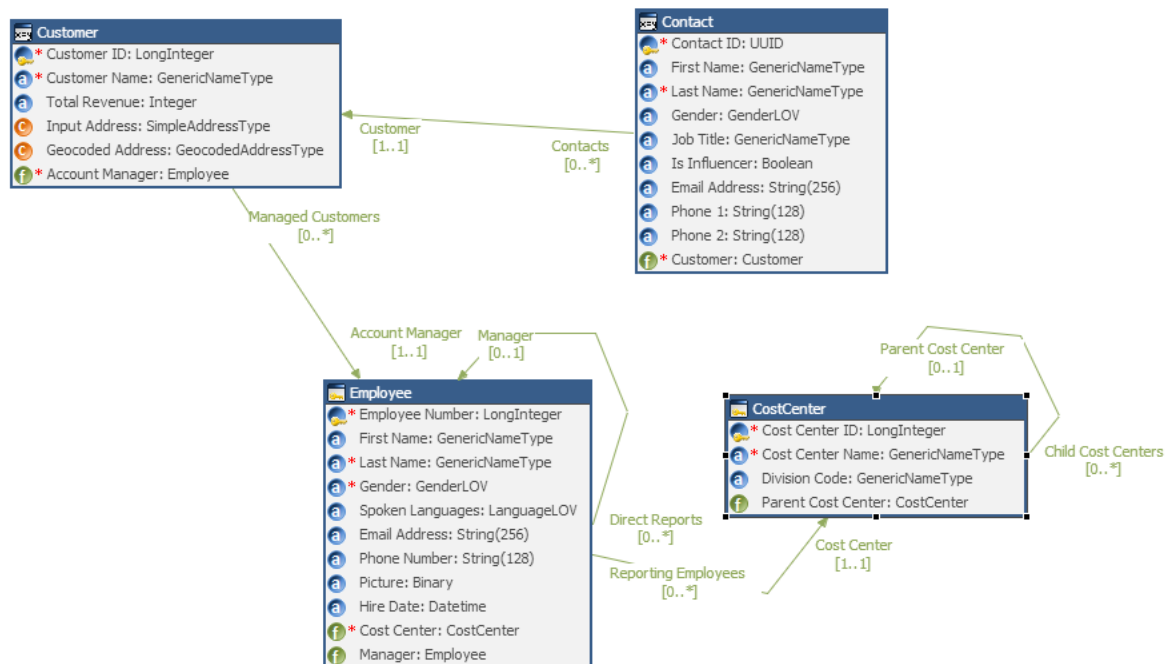 Customer
* Customer ID: LongInteger
* Customer Name: GenericNameType
Total Revenue: Integer
Input Address: SimpleAddressType
Geocoded Address: GeocodedAddressType
* Account Manager: Employee
Contact
* Contact ID: UUID
First Name: GenericNameType
* Last Name: GenericNameType
Gender: GenderLOV
Job Title: GenericNameType
Is Influencer: Boolean
Email Address: String(256)
Phone 1: String(128)
Phone 2: String(128)
* Customer: Customer
Customer
[1..1]
Contacts
[0..*]
Managed Customers
[0..*]
Account Manager
[1..1]
Manager
[0..1]
Employee
* Employee Number: LongInteger
First Name: GenericNameType
* Last Name: GenericNameType
* Gender: GenderLOV
Spoken Languages: LanguageLOV
Email Address: String(256)
Phone Number: String(128)
Picture: Binary
Hire Date: Datetime
* Cost Center: CostCenter
Manager: Employee
Direct Reports
[0..*]
Reporting Employees
[0..*]
Parent Cost Center
[0..1]
CostCenter
* Cost Center ID: LongInteger
* Cost Center Name: GenericNameType
Division Code: GenericNameType
Parent Cost Center: CostCenter
Child Cost Centers
[0..*]
Cost Center
[1..1]